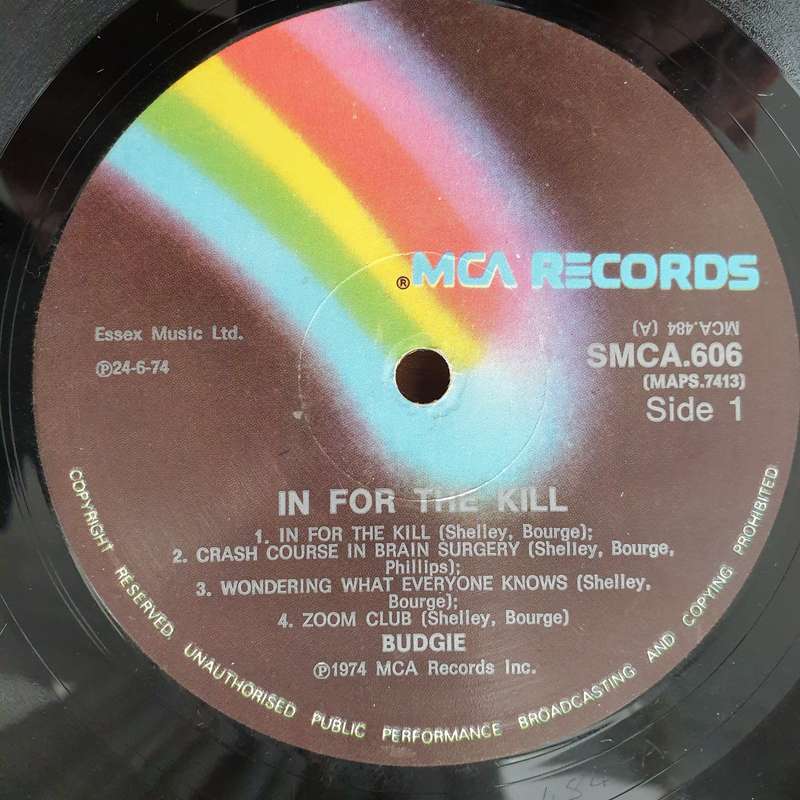 ® MCA RECORDS
Essex Music Ltd.
℗24-6-74
MCA.484 (A)
SMCA.606
(MAPS.7413)
Side 1
IN FOR THE KILL
1. IN FOR THE KILL (Shelley, Bourge);
2. CRASH COURSE IN BRAIN SURGERY (Shelley, Bourge,
Phillips);
3. WONDERING WHAT EVERYONE KNOWS (Shelley,
Bourge);
4. ZOOM CLUB (Shelley, Bourge)
BUDGIE
℗1974 MCA Records Inc.
COPYRIGHT RESERVED UNAUTHORISED PUBLIC PERFORMANCE BROADCASTING AND COPYING PROHIBITED